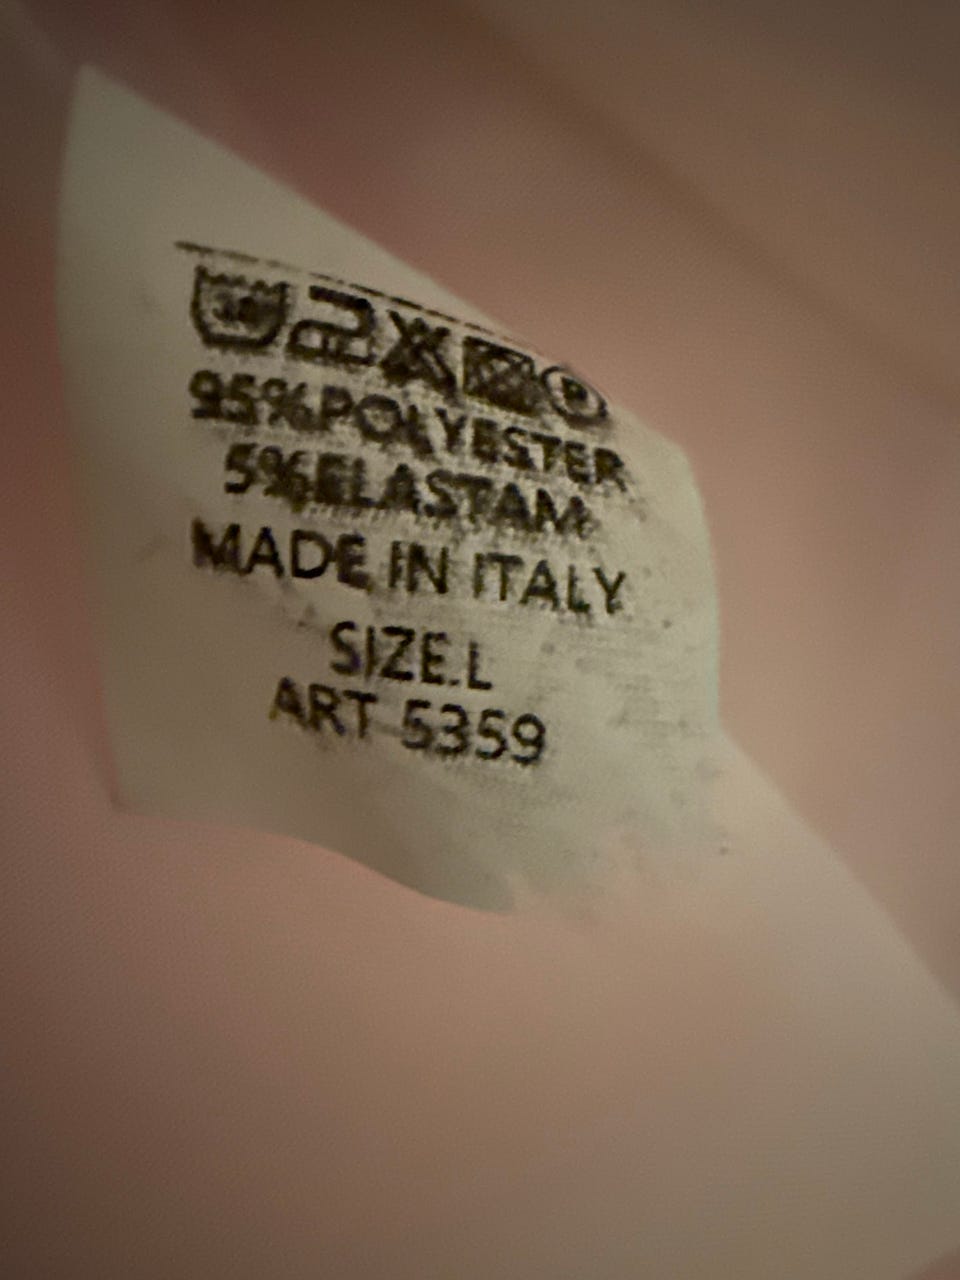 95%POLYESTER
5%ELASTAM
MADE IN ITALY
SIZE.L
ART 5359